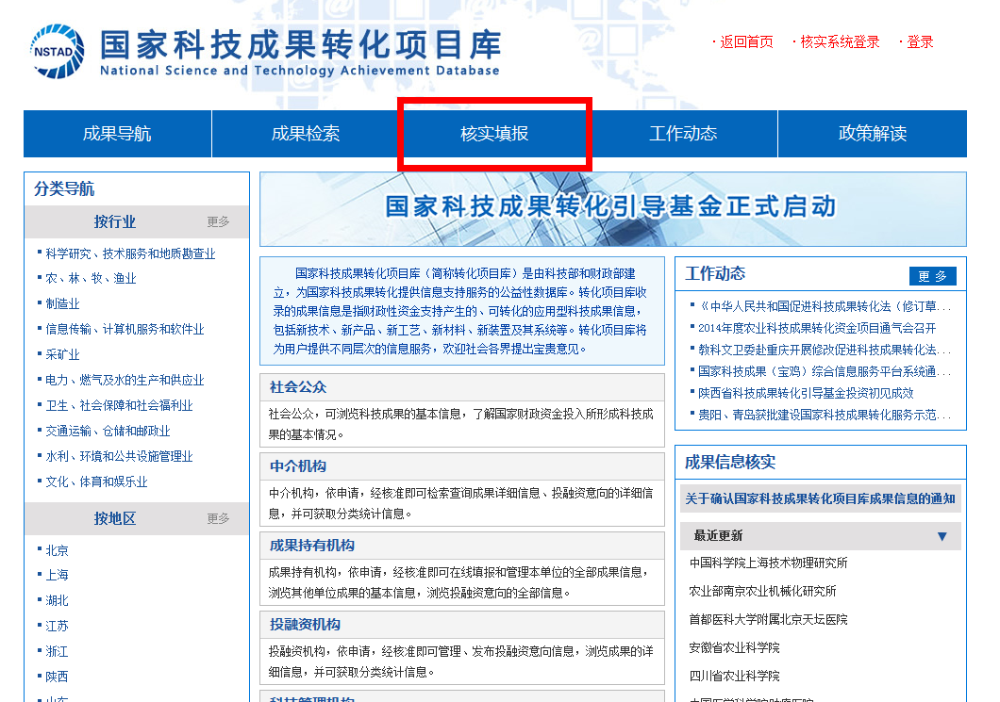 NSTAD
国家科技成果转化项目库
National Science and Technology Achievement Database
·返回首页 ·核实系统登录 ·登录
成果导航 成果检索 核实填报 工作动态 政策解读
分类导航
按行业 更多
科学研究、技术服务和地质勘查业
农、林、牧、渔业
制造业
信息传输、计算机服务和软件业
采矿业
电力、燃气及水的生产和供应业
卫生、社会保障和社会福利业
交通运输、仓储和邮政业
水利、环境和公共设施管理业
文化、体育和娱乐业
按地区 更多
北京
上海
湖北
江苏
浙江
陕西
山东
国家科技成果转化引导基金正式启动
国家科技成果转化项目库（简称转化项目库）是由科技部和财政部建
立，为国家科技成果转化提供信息支持服务的公益性数据库。转化项目库收
录的成果信息是指财政性资金支持产生的、可转化的应用型科技成果信息，
包括新技术、新产品、新工艺、新材料、新装置及其系统等。转化项目库将
为用户提供不同层次的信息服务，欢迎社会各界提出宝贵意见。
社会公众
社会公众，可浏览科技成果的基本信息，了解国家财政资金投入所形成科技成
果的基本情况。
中介机构
中介机构，依申请，经核准即可检索查询成果详细信息、投融资意向的详细信
息，并可获取分类统计信息。
成果持有机构
成果持有机构，依申请，经核准即可在线填报和管理本单位的全部成果信息，
浏览其他单位成果的基本信息，浏览投融资意向的全部信息。
投融资机构
投融资机构，依申请，经核准即可管理、发布投融资意向信息，浏览成果的详
细信息，并可获取分类统计信息。
科技管理机构
工作动态 更 多
《中华人民共和国促进科技成果转化法（修订草...
2014年度农业科技成果转化资金项目通气会召开
教科文卫委赴重庆开展修改促进科技成果转化法...
国家科技成果（宝鸡）综合信息服务平台系统通...
陕西省科技成果转化引导基金投资初见成效
贵阳、青岛获批建设国家科技成果转化服务示范...
成果信息核实
关于确认国家科技成果转化项目库成果信息的通知
最近更新 ▼
中国科学院上海技术物理研究所
农业部南京农业机械化研究所
首都医科大学附属北京天坛医院
安徽省农业科学院
四川省农业科学院
中国医学科学院肿瘤医院